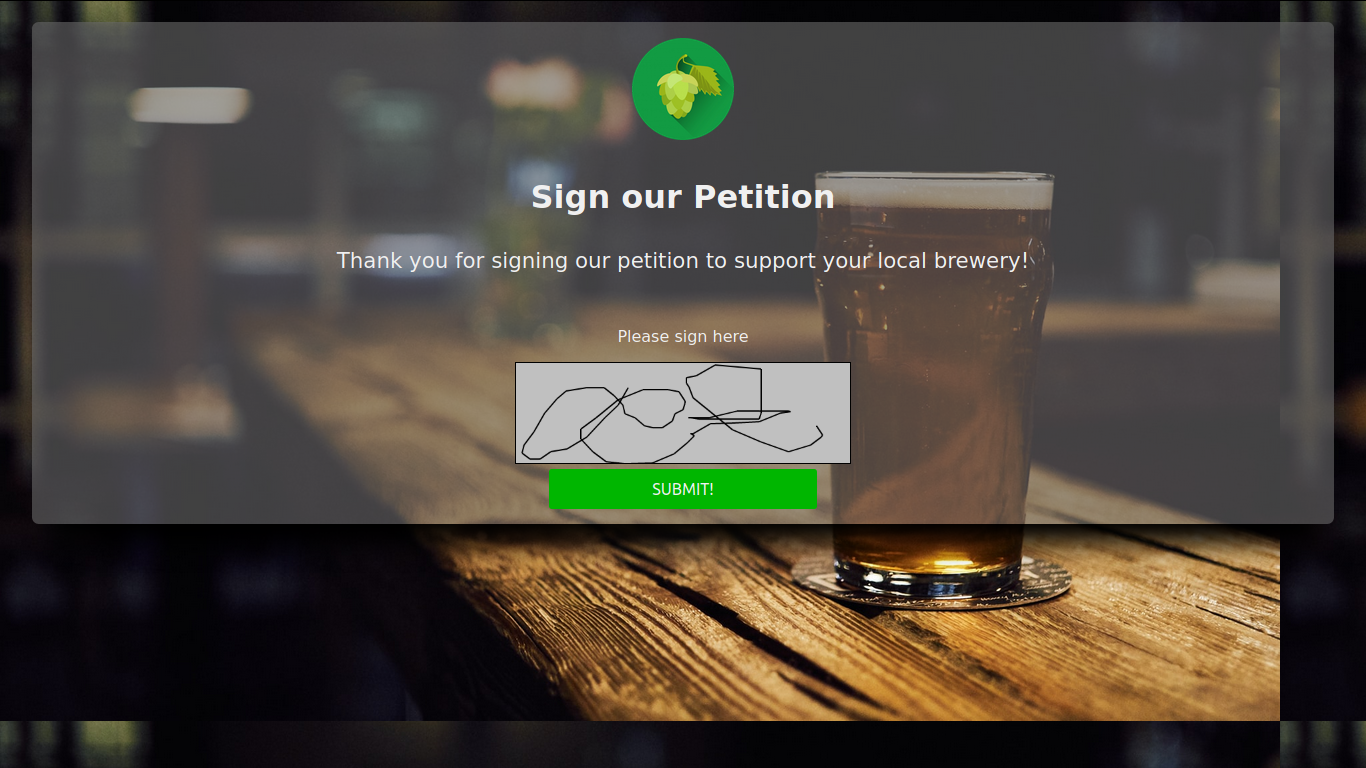 Sign our Petition
Thank you for signing our petition to support your local brewery!
Please sign here
SUBMIT!